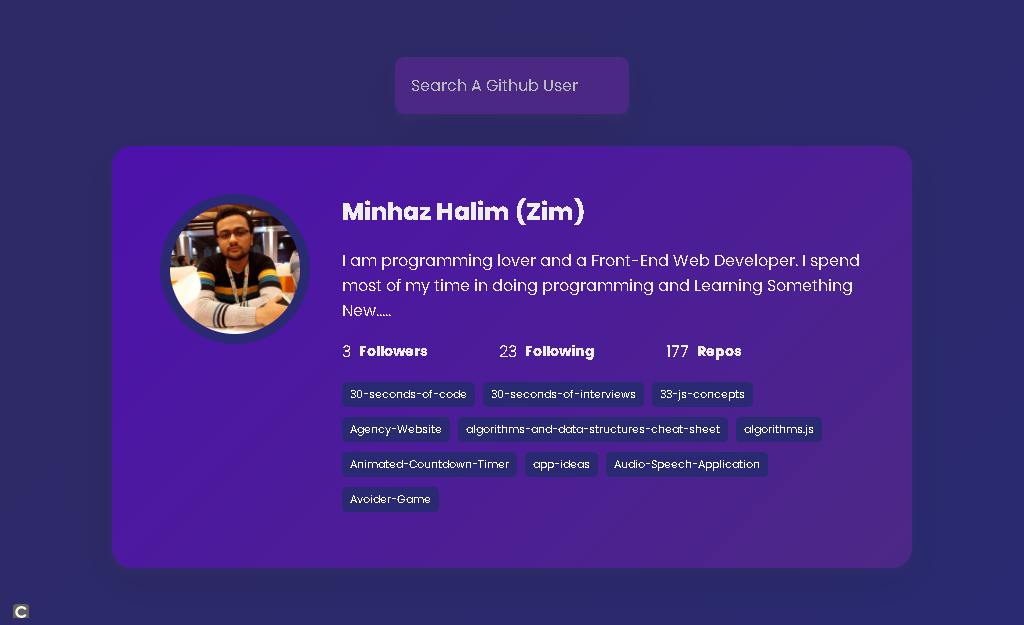 Search A Github User
Minhaz Halim (Zim)
I am programming lover and a Front-End Web Developer. I spend
most of my time in doing programming and Learning Something
New.....
3 Followers 23 Following 177 Repos
30-seconds-of-code 30-seconds-of-interviews 33-js-concepts
Agency-Website algorithms-and-data-structures-cheat-sheet algorithms.js
Animated-Countdown-Timer app-ideas Audio-Speech-Application
Avoider-Game
C